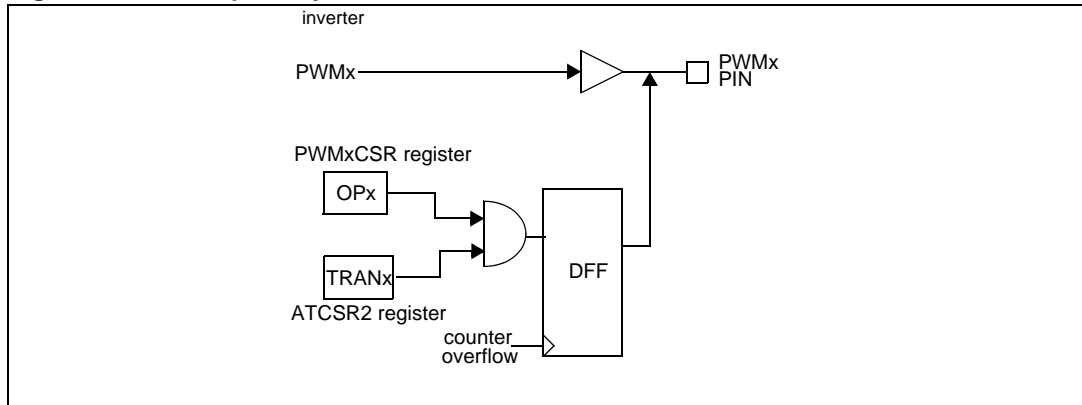 inverter
PWMx
PWMx
PIN
PWMxCSR register
OPx
TRANx
DFF
ATCSR2 register
counter
overflow